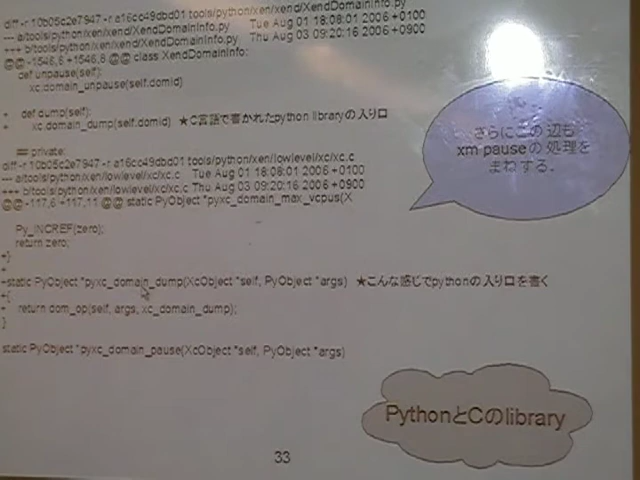 diff -r 10b05c2e7947 -r a16cc49dbd01 tools/python/xen/xend/XendDomainInfo.py
--- a/tools/python/xen/xend/XendDomainInfo.py Tue Aug 01 18:08:01 2006 +0100
+++ b/tools/python/xen/xend/XendDomainInfo.py Thu Aug 03 09:20:16 2006 +0900
@@ -1546,6 +1546,8 @@ class XendDomainInfo:
def unpause(self):
xc.domain_unpause(self.domid)
+ def dump(self):
+ xc.domain_dump(self.domid) ★C言語で書かれたpython libraryの入り口
== private:
diff -r 10b05c2e7947 -r a16cc49dbd01 tools/python/xen/lowlevel/xc/xc.c
--- a/tools/python/xen/lowlevel/xc/xc.c Tue Aug 01 18:08:01 2006 +0100
+++ b/tools/python/xen/lowlevel/xc/xc.c Thu Aug 03 09:20:16 2006 +0900
@@ -117,6 +117,11 @@ static PyObject *pyxc_domain_max_vcpus(X
Py_INCREF(zero);
return zero;
+}
+
+static PyObject *pyxc_domain_dump(XcObject *self, PyObject *args) ★こんな感じでpythonの入り口を書く
+{
+ return dom_op(self, args, xc_domain_dump);
}
static PyObject *pyxc_domain_pause(XcObject *self, PyObject *args)
さらにこの辺も
xm pauseの処理を
まねする.
PythonとCのlibrary
33